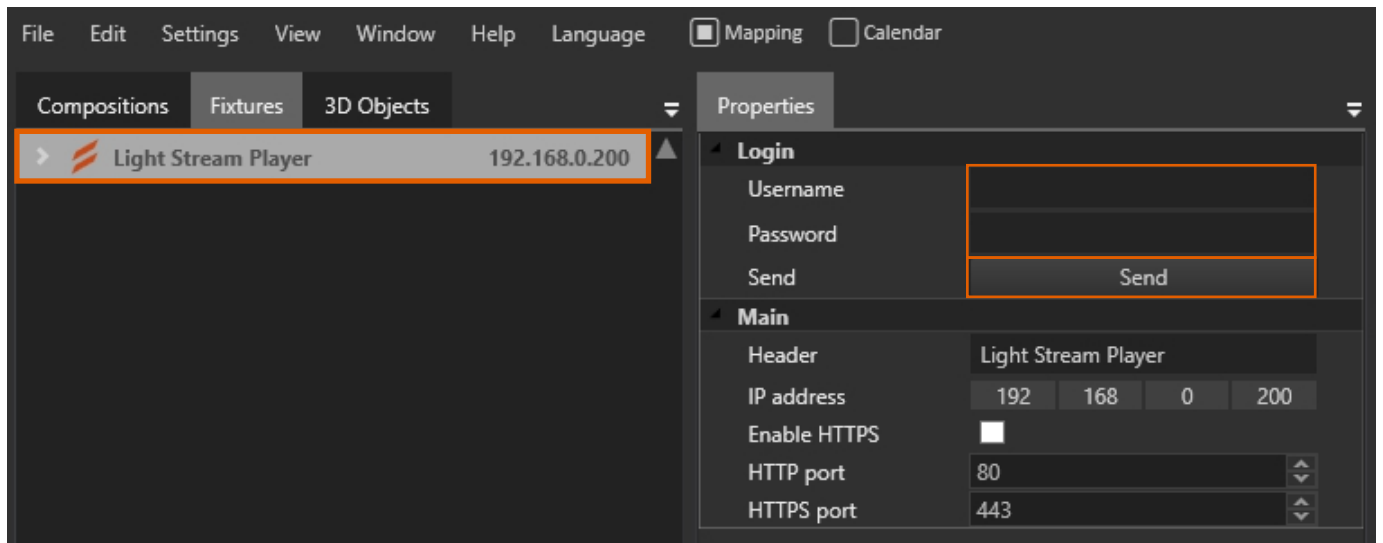 File Edit Settings View Window Help Language Mapping Calendar
Compositions Fixtures 3D Objects
Light Stream Player 192.168.0.200
Properties
Login
Username
Password
Send Send
Main
Header Light Stream Player
IP address 192 168 0 200
Enable HTTPS
HTTP port 80
HTTPS port 443